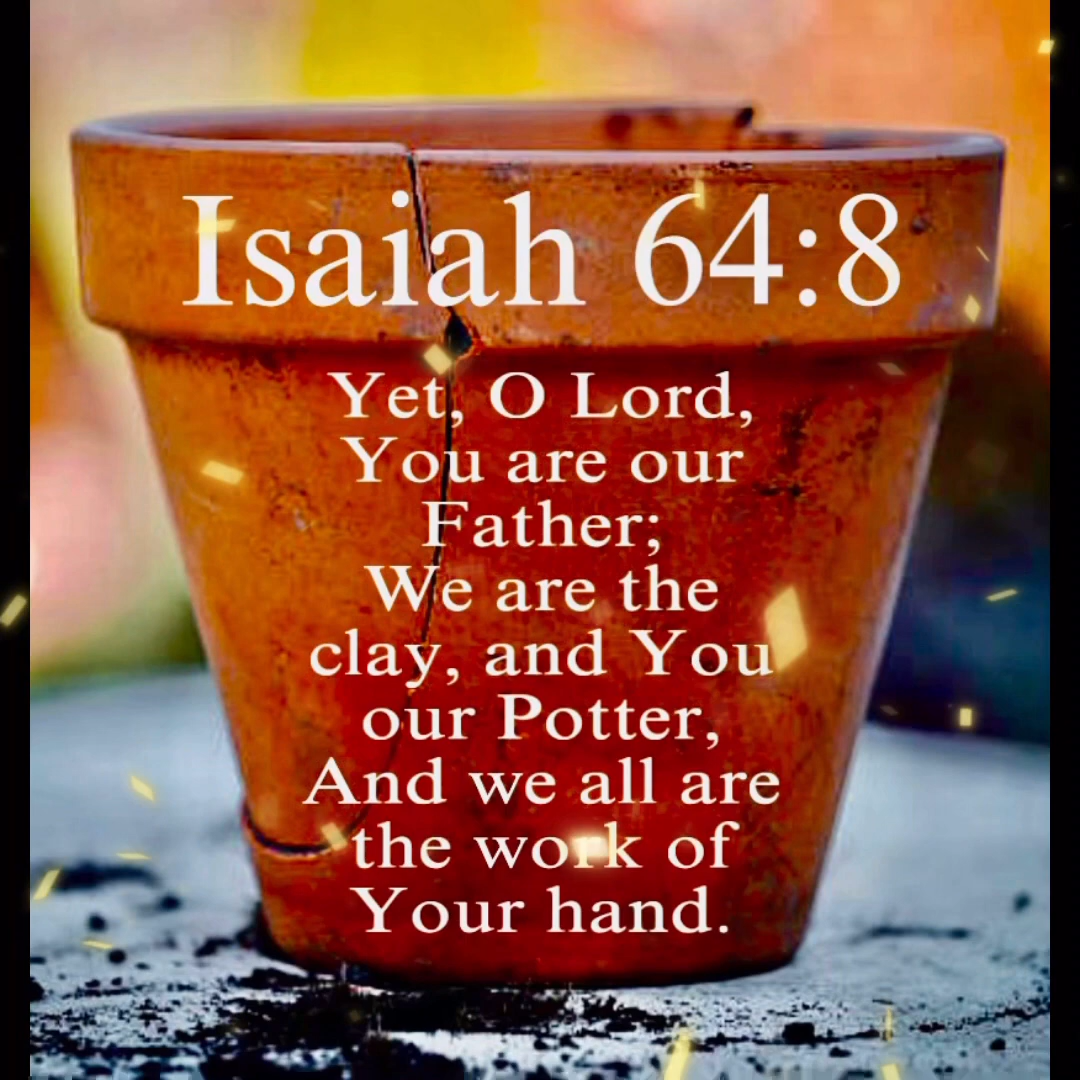 Isaiah 64:8
Yet, O Lord,
You are our
Father;
We are the
clay, and You
our Potter,
And we all are
the work of
Your hand.